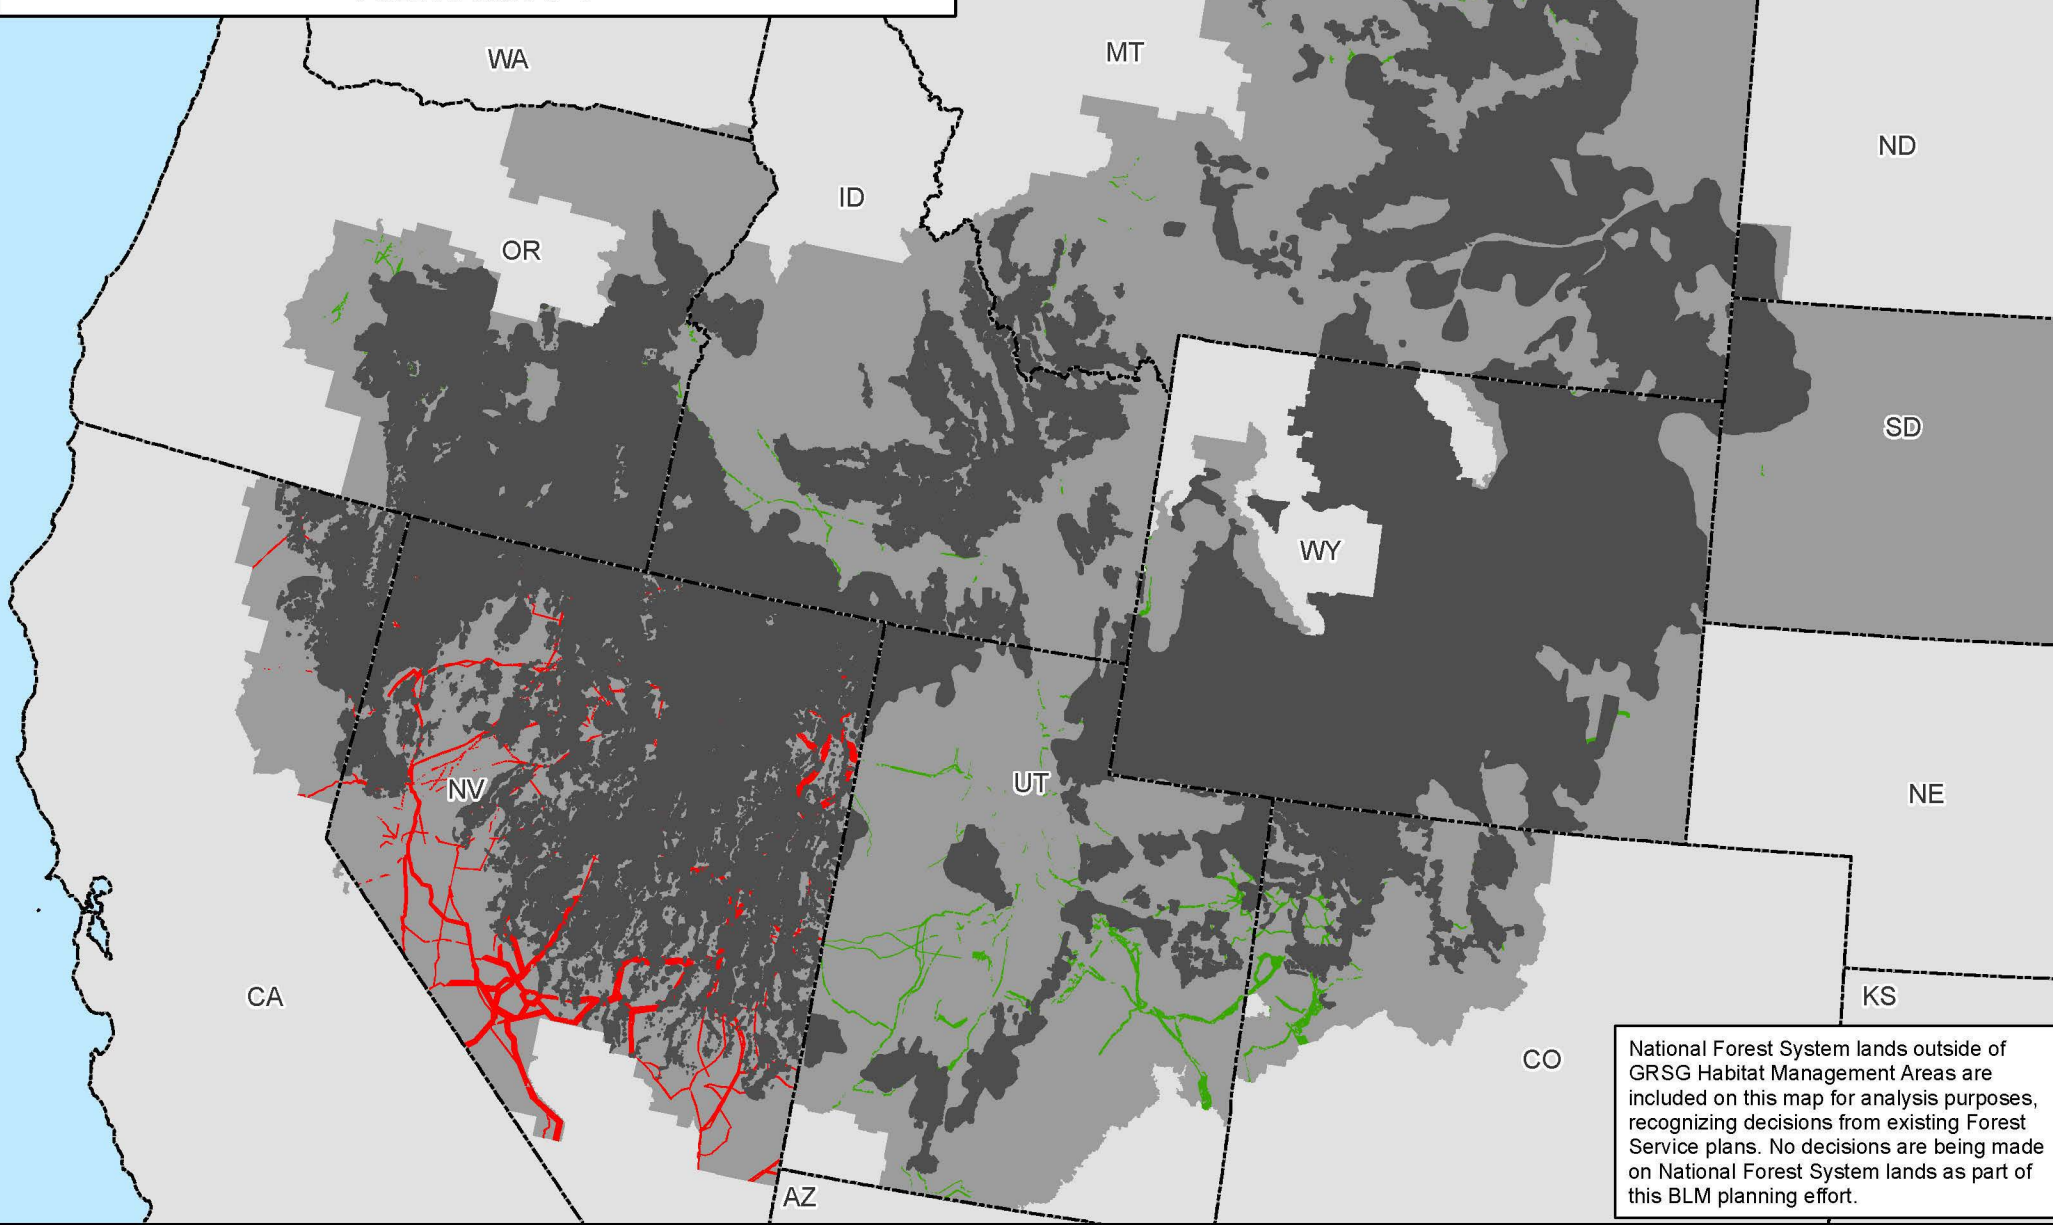 WA
MT
ND
ID
OR
SD
WY
NV
UT
NE
CA
KS
CO
AZ
National Forest System lands outside of
GRSG Habitat Management Areas are
included on this map for analysis purposes,
recognizing decisions from existing Forest
Service plans. No decisions are being made
on National Forest System lands as part of
this BLM planning effort.